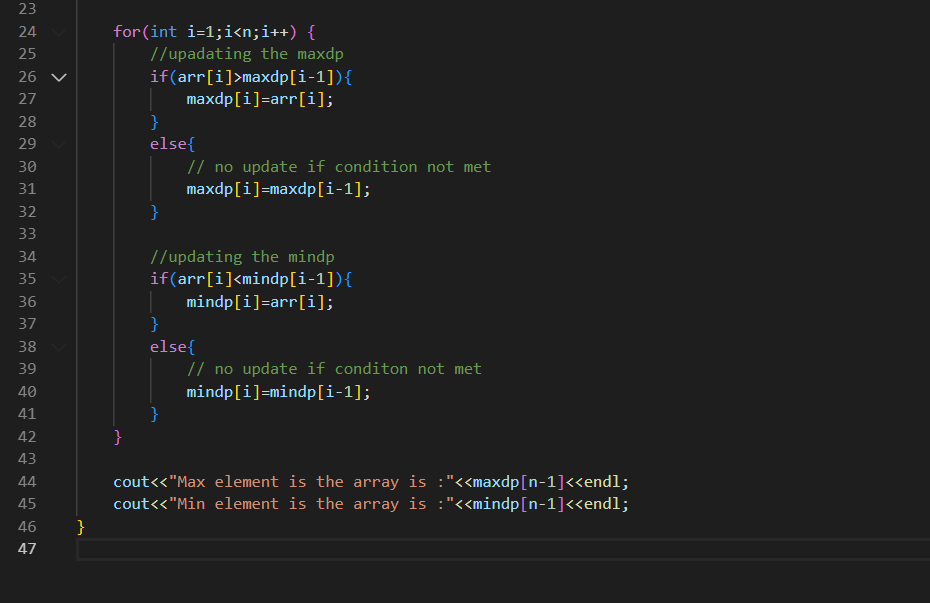 23
24 for(int i=1;i<n;i++) {
25 //upadating the maxdp
26 if(arr[i]>maxdp[i-1]){
27 maxdp[i]=arr[i];
28 }
29 else{
30 // no update if condition not met
31 maxdp[i]=maxdp[i-1];
32 }
33
34 //updating the mindp
35 if(arr[i]<mindp[i-1]){
36 mindp[i]=arr[i];
37 }
38 else{
39 // no update if conditon not met
40 mindp[i]=mindp[i-1];
41 }
42 }
43
44 cout<<"Max element is the array is :"<<maxdp[n-1]<<endl;
45 cout<<"Min element is the array is :"<<mindp[n-1]<<endl;
46 }
47